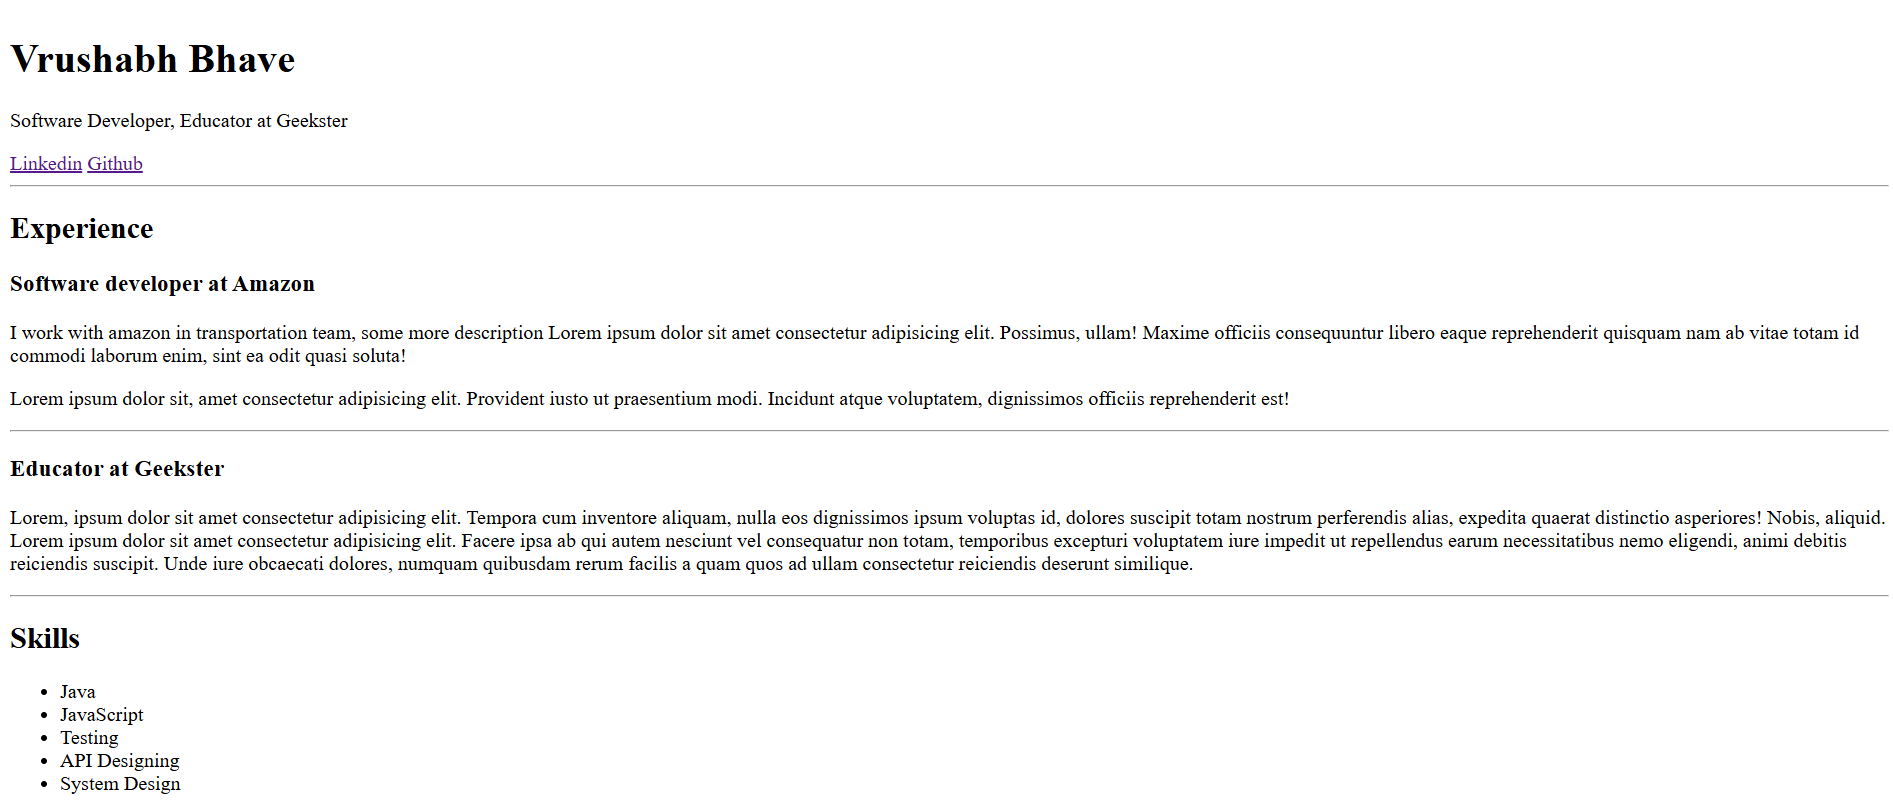 Vrushabh Bhave
Software Developer, Educator at Geekster
Linkedin Github
Experience
Software developer at Amazon
I work with amazon in transportation team, some more description Lorem ipsum dolor sit amet consectetur adipisicing elit. Possimus, ullam! Maxime officiis consequuntur libero eaque reprehenderit quisquam nam ab vitae totam id
commodi laborum enim, sint ea odit quasi soluta!
Lorem ipsum dolor sit, amet consectetur adipisicing elit. Provident iusto ut praesentium modi. Incidunt atque voluptatem, dignissimos officiis reprehenderit est!
Educator at Geekster
Lorem, ipsum dolor sit amet consectetur adipisicing elit. Tempora cum inventore aliquam, nulla eos dignissimos ipsum voluptas id, dolores suscipit totam nostrum perferendis alias, expedita quaerat distinctio asperiores! Nobis, aliquid.
Lorem ipsum dolor sit amet consectetur adipisicing elit. Facere ipsa ab qui autem nesciunt vel consequatur non totam, temporibus excepturi voluptatem iure impedit ut repellendus earum necessitatibus nemo eligendi, animi debitis
reiciendis suscipit. Unde iure obcaecati dolores, numquam quibusdam rerum facilis a quam quos ad ullam consectetur reiciendis deserunt similique.
Skills
• Java
• JavaScript
• Testing
• API Designing
• System Design